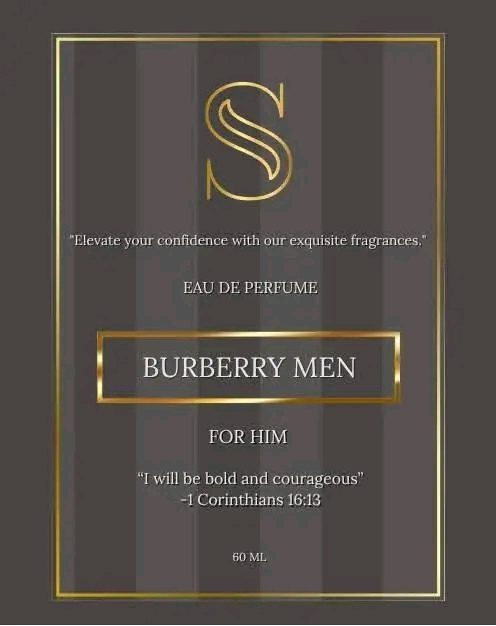 S
"Elevate your confidence with our exquisite fragrances."
EAU DE PERFUME
BURBERRY MEN
FOR HIM
“I will be bold and courageous”
-1 Corinthians 16:13
60 ML